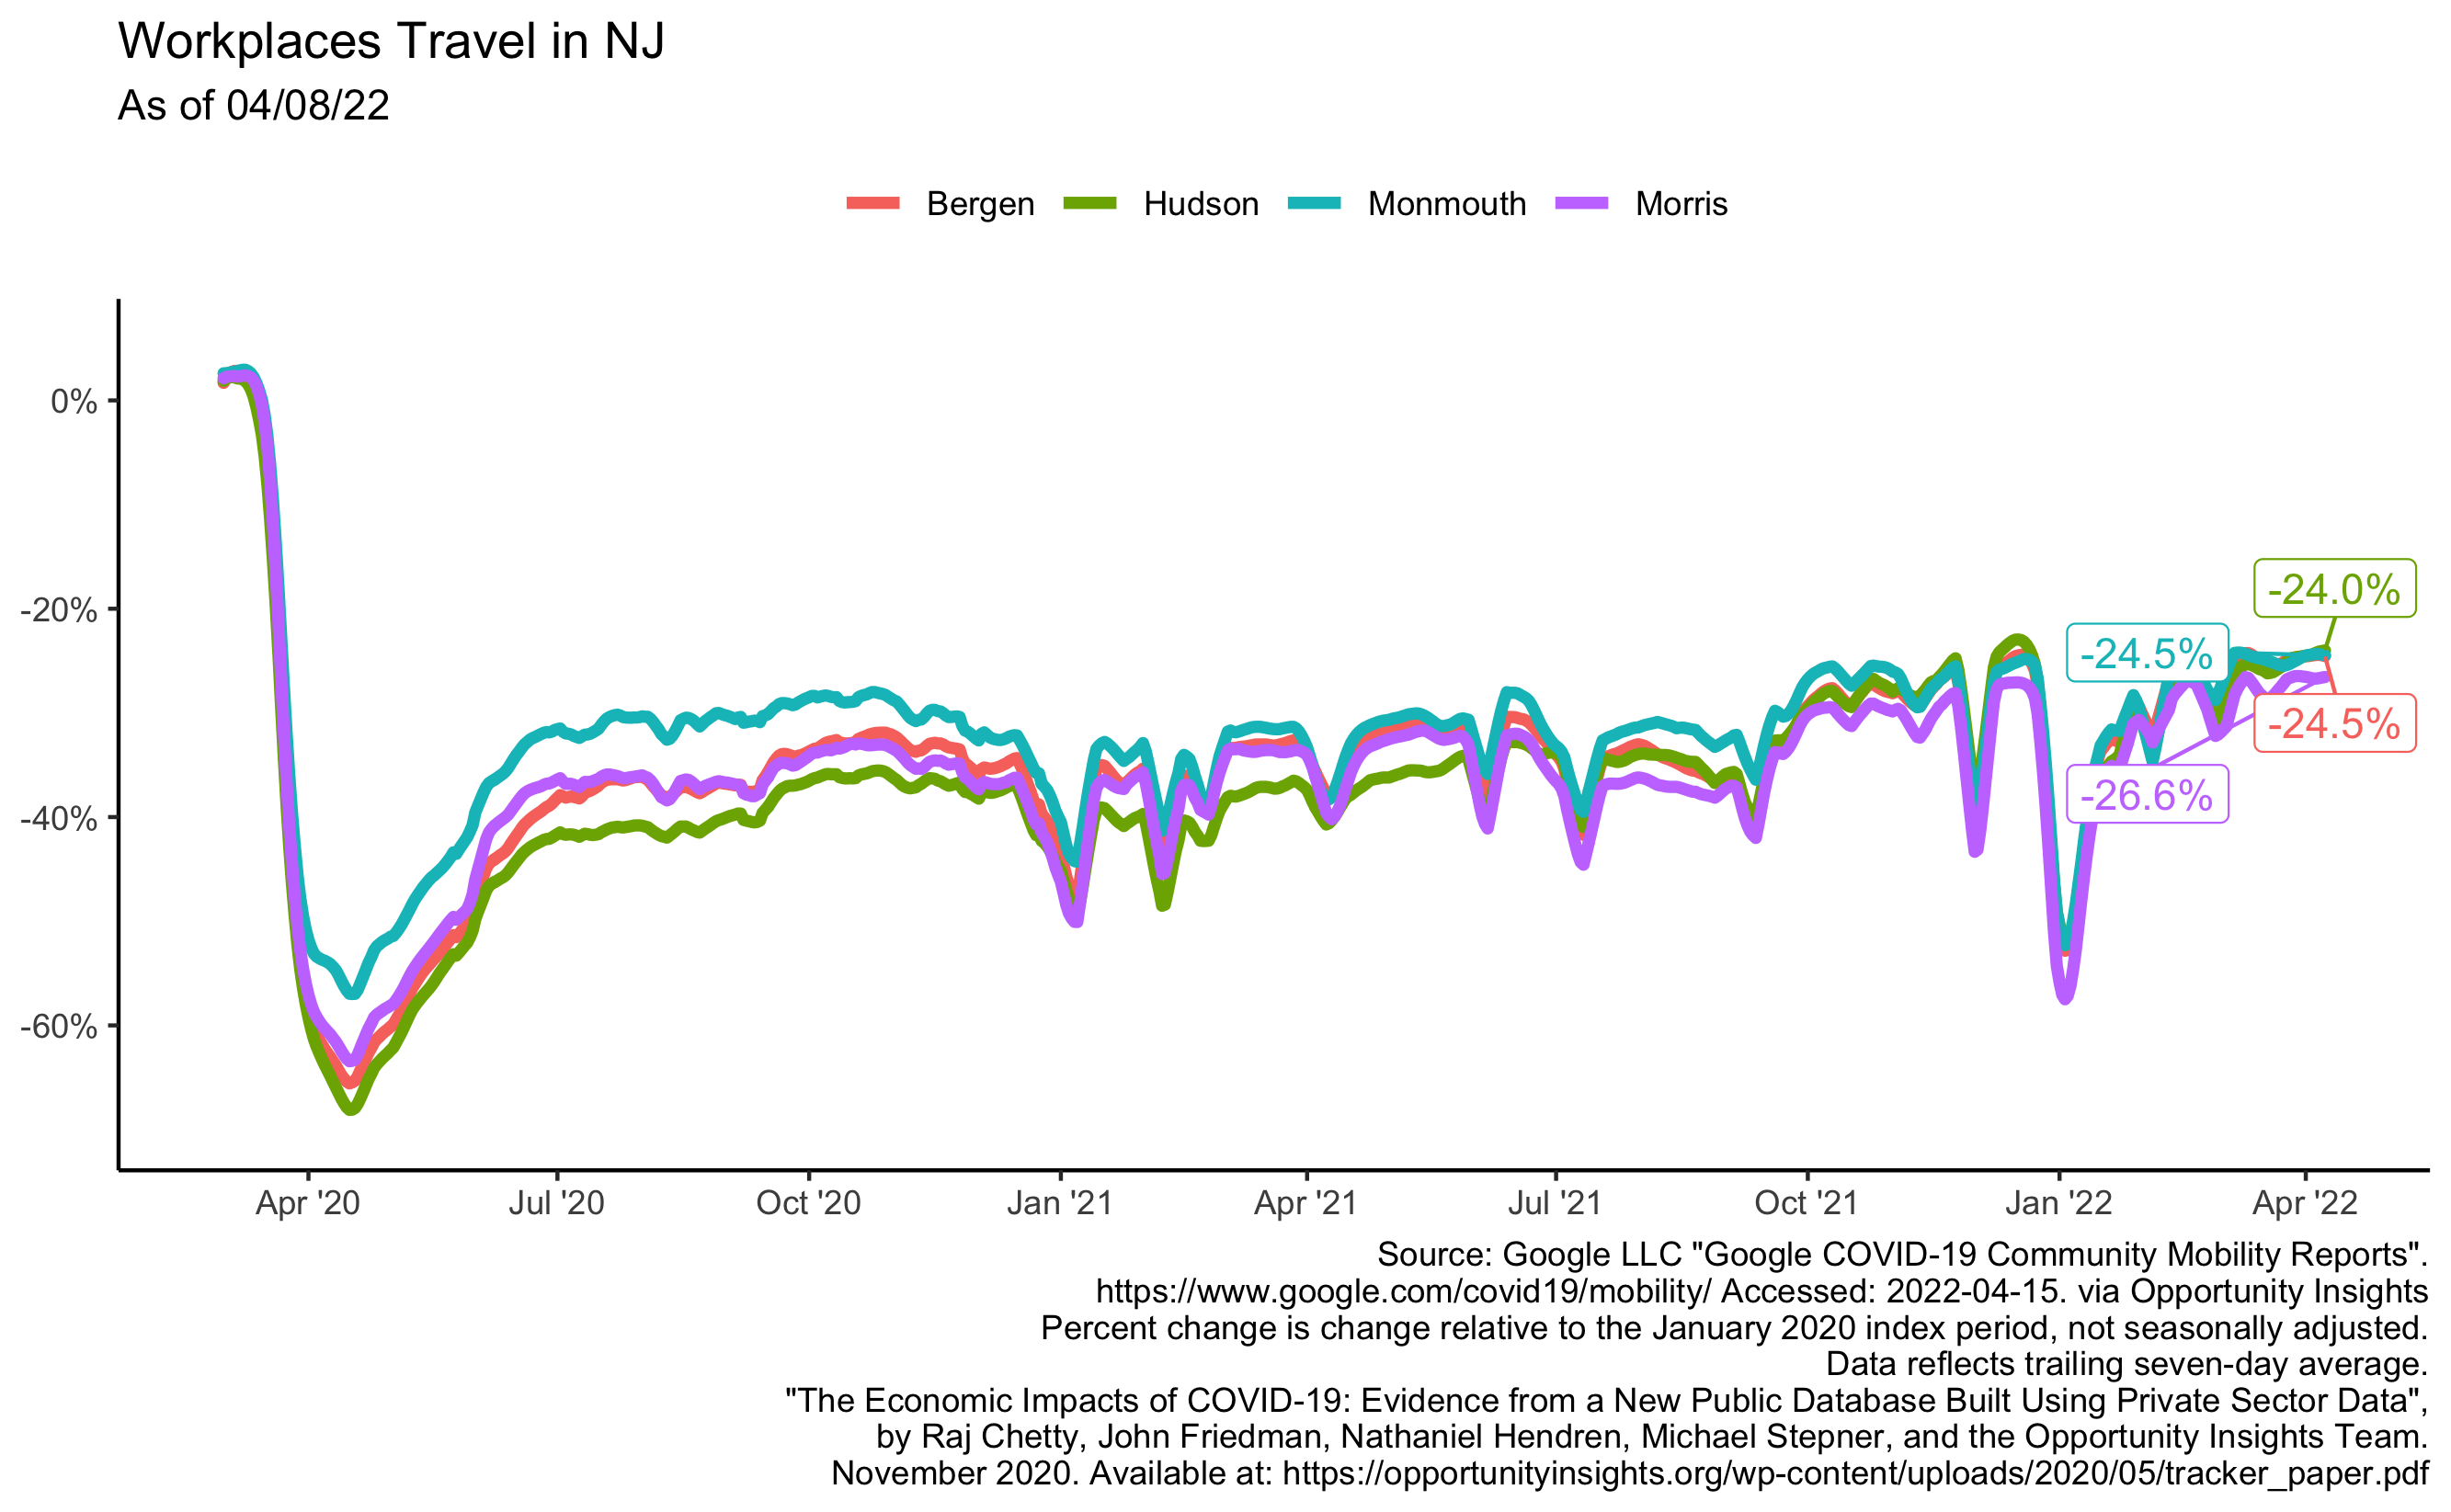 Workplaces Travel in NJ
As of 04/08/22
Bergen Hudson Monmouth Morris
0%
-20%
-40%
-60%
-24.0%
-24.5%
-24.5%
-26.6%
Apr '20 Jul '20 Oct '20 Jan '21 Apr '21 Jul '21 Oct '21 Jan '22 Apr '22
Source: Google LLC "Google COVID-19 Community Mobility Reports".
https://www.google.com/covid19/mobility/ Accessed: 2022-04-15. via Opportunity Insights
Percent change is change relative to the January 2020 index period, not seasonally adjusted.
Data reflects trailing seven-day average.
"The Economic Impacts of COVID-19: Evidence from a New Public Database Built Using Private Sector Data",
by Raj Chetty, John Friedman, Nathaniel Hendren, Michael Stepner, and the Opportunity Insights Team.
November 2020. Available at: https://opportunityinsights.org/wp-content/uploads/2020/05/tracker_paper.pdf